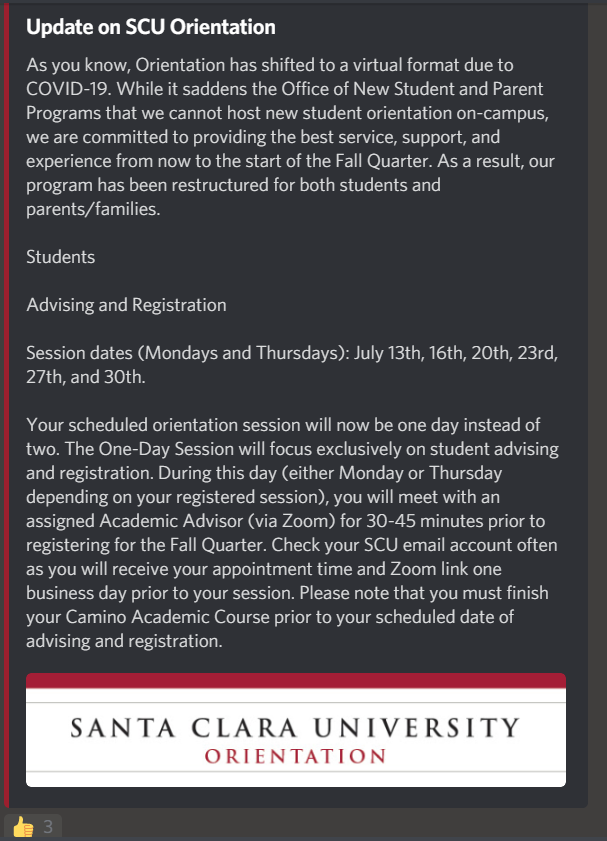 Update on SCU Orientation
As you know, Orientation has shifted to a virtual format due to
COVID-19. While it saddens the Office of New Student and Parent
Programs that we cannot host new student orientation on-campus,
we are committed to providing the best service, support, and
experience from now to the start of the Fall Quarter. As a result, our
program has been restructured for both students and
parents/families.
Students
Advising and Registration
Session dates (Mondays and Thursdays): July 13th, 16th, 20th, 23rd,
27th, and 30th.
Your scheduled orientation session will now be one day instead of
two. The One-Day Session will focus exclusively on student advising
and registration. During this day (either Monday or Thursday
depending on your registered session), you will meet with an
assigned Academic Advisor (via Zoom) for 30-45 minutes prior to
registering for the Fall Quarter. Check your SCU email account often
as you will receive your appointment time and Zoom link one
business day prior to your session. Please note that you must finish
your Camino Academic Course prior to your scheduled date of
advising and registration.
SANTA CLARA UNIVERSITY
ORIENTATION
3